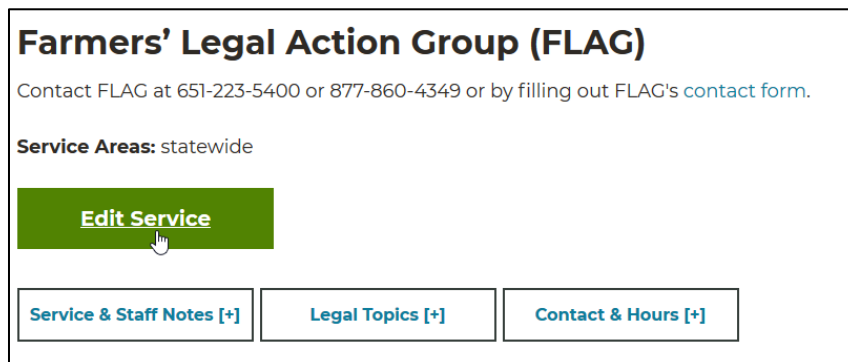 Farmers’ Legal Action Group (FLAG)
Contact FLAG at 651-223-5400 or 877-860-4349 or by filling out FLAG's contact form.
Service Areas: statewide
Edit Service
Service & Staff Notes [+] Legal Topics [+] Contact & Hours [+]